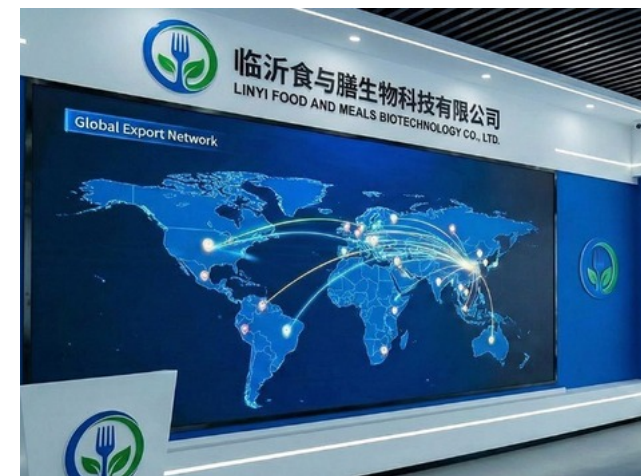 临沂食与膳生物科技有限公司
LINYI FOOD AND MEALS BIOTECHNOLOGY CO., LTD.
Global Export Network